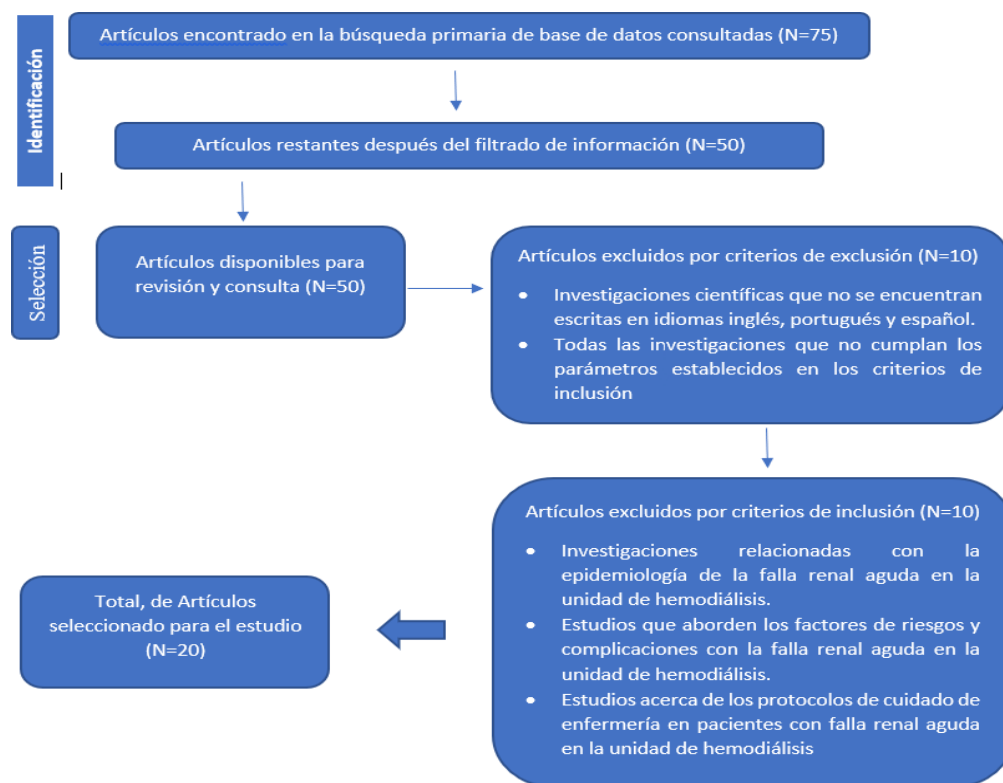 Identificación
Artículos encontrado en la búsqueda primaria de base de datos consultadas (N=75)
Artículos restantes después del filtrado de información (N=50)
Selección
Artículos disponibles para
revisión y consulta (N=50)
Artículos excluidos por criterios de exclusión (N=10)
• Investigaciones científicas que no se encuentran
escritas en idiomas inglés, portugués y español.
• Todas las investigaciones que no cumplan los
parámetros establecidos en los criterios de
inclusión
Artículos excluidos por criterios de inclusión (N=10)
• Investigaciones relacionadas con la
epidemiología de la falla renal aguda en la
unidad de hemodiálisis.
• Estudios que aborden los factores de riesgos y
complicaciones con la falla renal aguda en la
unidad de hemodiálisis.
• Estudios acerca de los protocolos de cuidado de
enfermería en pacientes con falla renal aguda
en la unidad de hemodiálisis
Total, de Artículos
seleccionado para el estudio
(N=20)